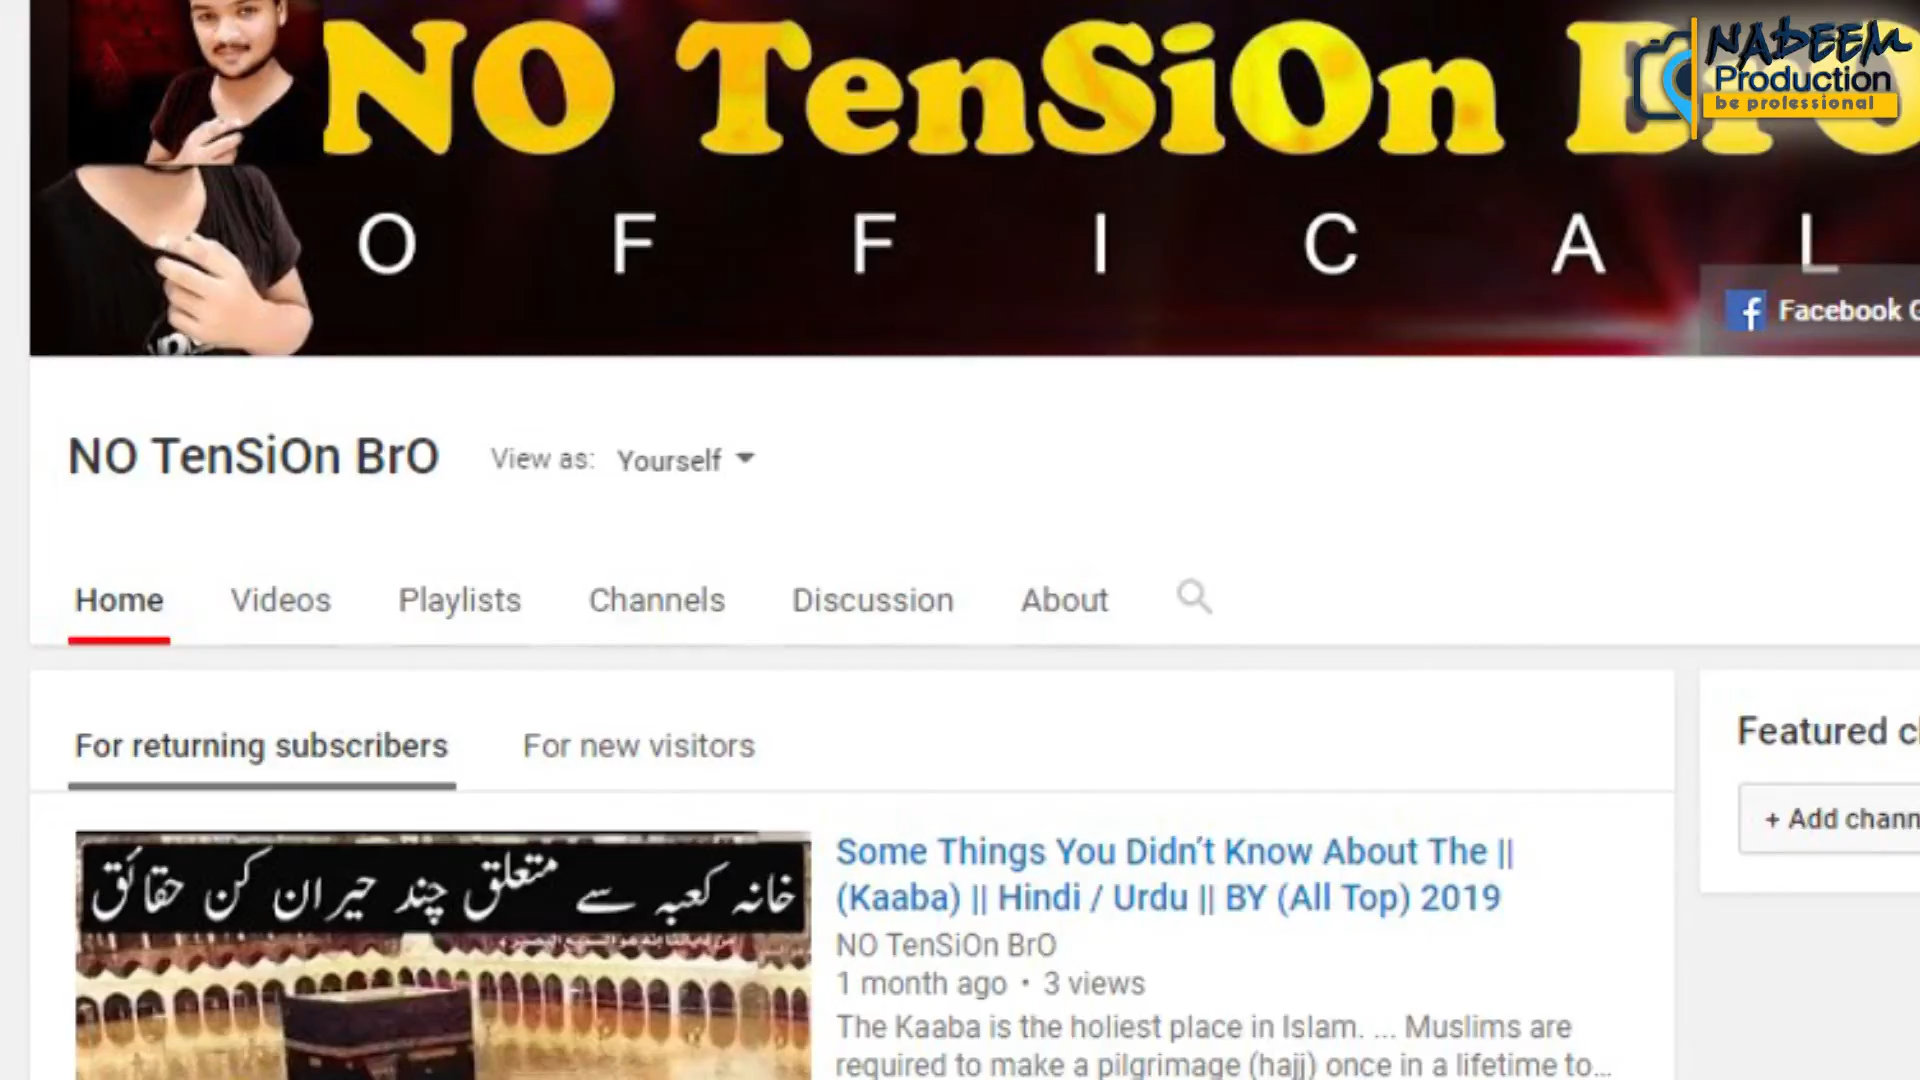 NO TenSiOn BrO
NADEEM
Production
be professional
OFFICAL
Facebook G
NO TenSiOn BrO
View as: Yourself
Home Videos Playlists Channels Discussion About
For returning subscribers For new visitors
Featured cl
+ Add chann
خانہ کعبہ سے متعلق چند حیران کن حقائق
Some Things You Didn't Know About The ||
(Kaaba) || Hindi / Urdu || BY (All Top) 2019
NO TenSiOn BrO
1 month ago • 3 views
The Kaaba is the holiest place in Islam. ... Muslims are
required to make a pilgrimage (hajj) once in a lifetime to...